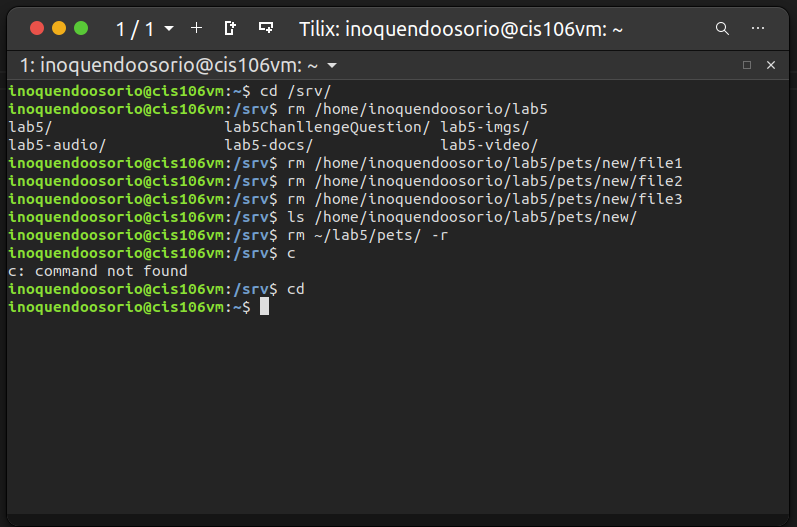 1 / 1 Tilix: inoquendoosorio@cis106vm: ~
1: inoquendoosorio@cis106vm: ~
inoquendoosorio@cis106vm:~$ cd /srv/
inoquendoosorio@cis106vm:/srv$ rm /home/inoquendoosorio/lab5
lab5/ lab5ChanllengeQuestion/ lab5-imgs/
lab5-audio/ lab5-docs/ lab5-video/
inoquendoosorio@cis106vm:/srv$ rm /home/inoquendoosorio/lab5/pets/new/file1
inoquendoosorio@cis106vm:/srv$ rm /home/inoquendoosorio/lab5/pets/new/file2
inoquendoosorio@cis106vm:/srv$ rm /home/inoquendoosorio/lab5/pets/new/file3
inoquendoosorio@cis106vm:/srv$ ls /home/inoquendoosorio/lab5/pets/new/
inoquendoosorio@cis106vm:/srv$ rm ~/lab5/pets/ -r
inoquendoosorio@cis106vm:/srv$ c
c: command not found
inoquendoosorio@cis106vm:/srv$ cd
inoquendoosorio@cis106vm:~$